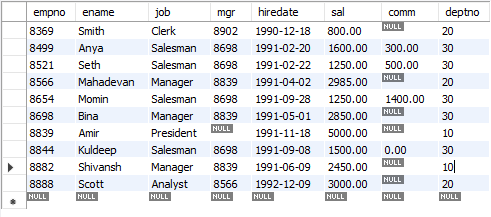 empno ename job mgr hiredate sal comm deptno
8369 Smith Clerk 8902 1990-12-18 800.00 NULL 20
8499 Anya Salesman 8698 1991-02-20 1600.00 300.00 30
8521 Seth Salesman 8698 1991-02-22 1250.00 500.00 30
8566 Mahadevan Manager 8839 1991-04-02 2985.00 NULL 20
8654 Momin Salesman 8698 1991-09-28 1250.00 1400.00 30
8698 Bina Manager 8839 1991-05-01 2850.00 NULL 30
8839 Amir President NULL 1991-11-18 5000.00 NULL 10
8844 Kuldeep Salesman 8698 1991-09-08 1500.00 0.00 30
8882 Shivansh Manager 8839 1991-06-09 2450.00 NULL 10
8888 Scott Analyst 8566 1992-12-09 3000.00 NULL 20
NULL NULL NULL NULL NULL NULL NULL NULL